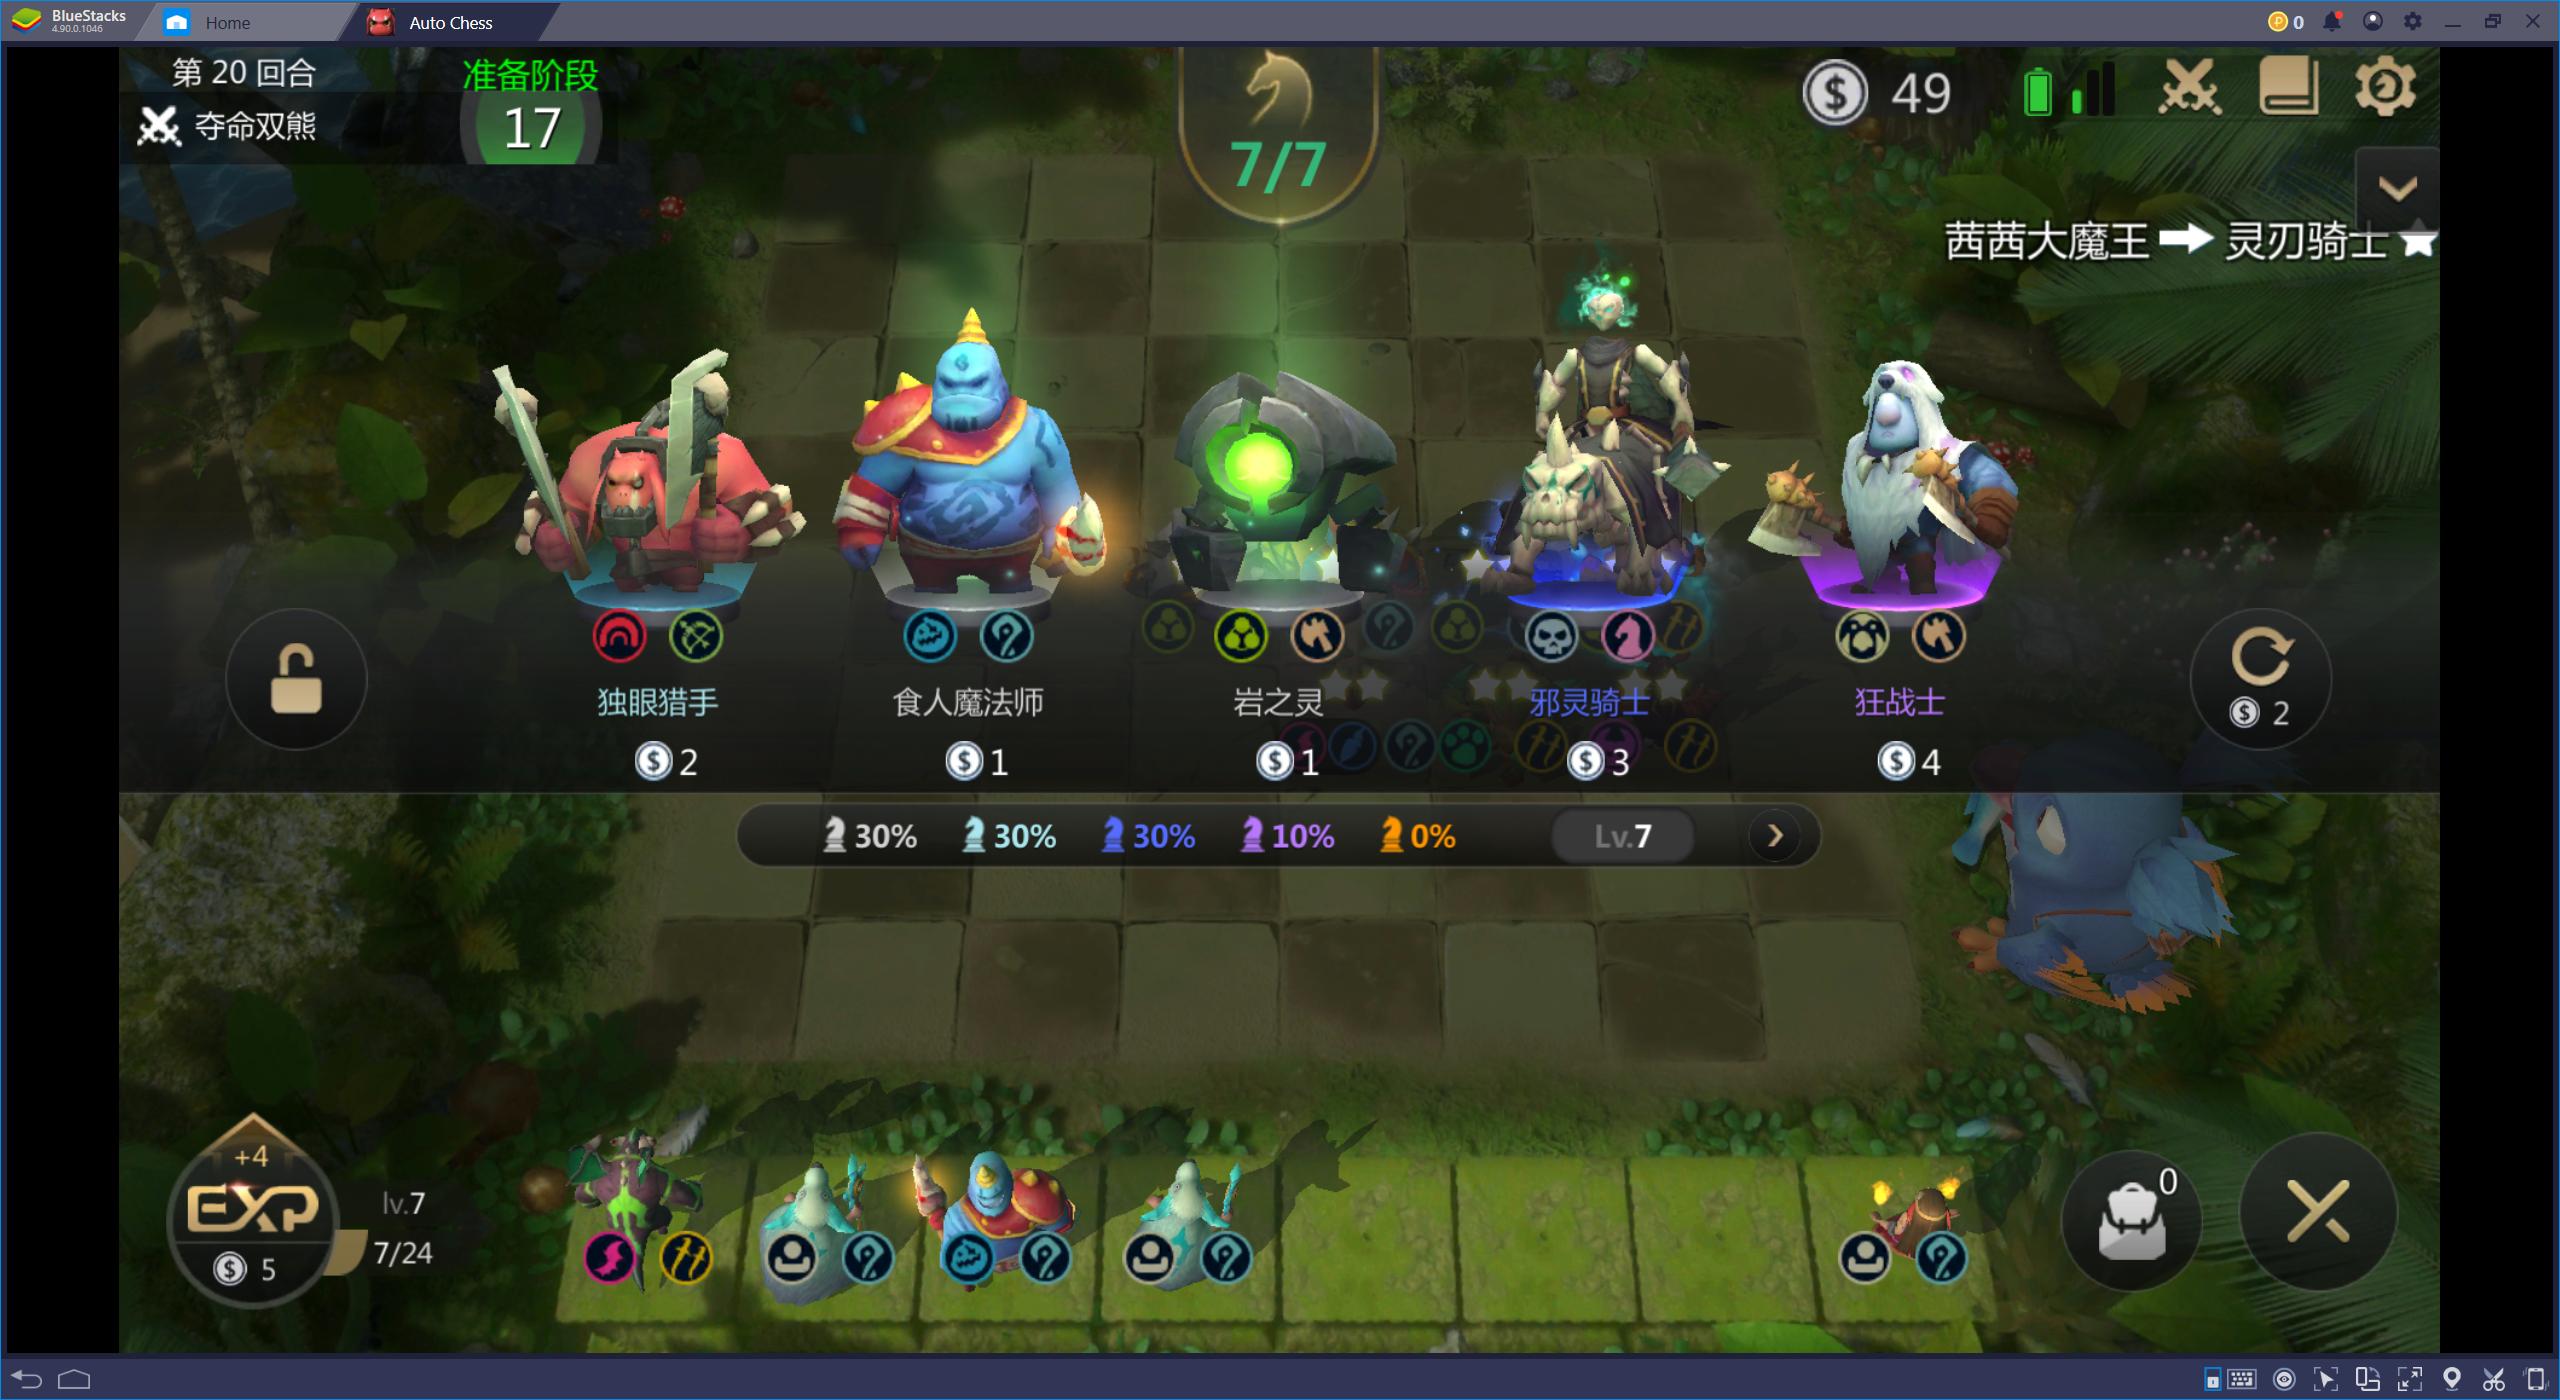 BlueStacks
4.90.0.1046
Home
Auto Chess
0
第 20 回合
准备阶段
17
夺命双熊
7/7
49
茜茜大魔王
灵刃骑士
独眼猎手
食人魔法师
岩之灵
邪灵骑士
狂战士
2
1
1
3
4
2
30%
30%
30%
10%
0%
Lv.7
+4
EXP
5
lv.7
7/24
0